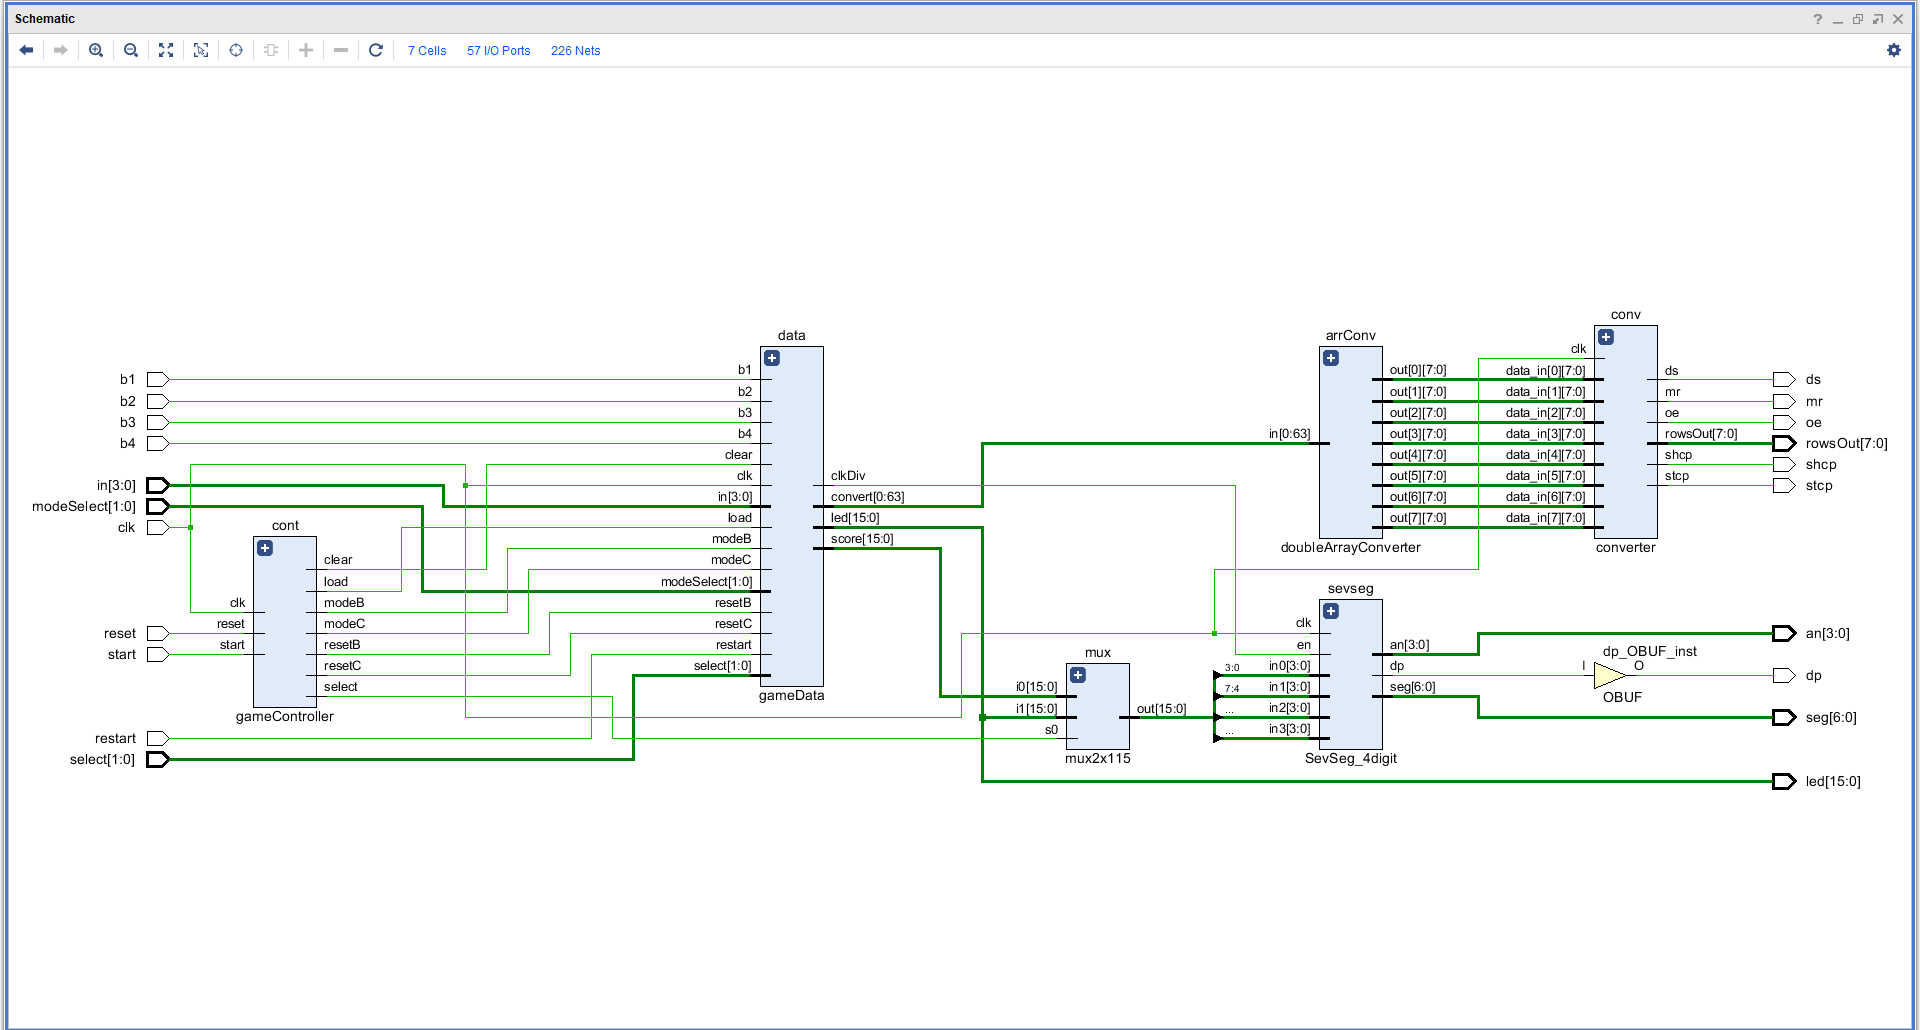 Schematic
?
7 Cells 57 I/O Ports 226 Nets
b1
b2
b3
b4
in[3:0]
modeSelect[1:0]
clk
reset
start
restart
select[1:0]
cont
clk
reset
start
clear
load
modeB
modeC
resetB
resetC
select
gameController
data
b1
b2
b3
b4
clear
clk
in[3:0]
load
modeB
modeC
modeSelect[1:0]
resetB
resetC
restart
select[1:0]
clkDiv
convert[0:63]
led[15:0]
score[15:0]
gameData
mux
i0[15:0]
i1[15:0]
s0
out[15:0]
mux2x115
arrConv
in[0:63]
out[0][7:0]
out[1][7:0]
out[2][7:0]
out[3][7:0]
out[4][7:0]
out[5][7:0]
out[6][7:0]
out[7][7:0]
doubleArrayConverter
conv
clk
data_in[0][7:0]
data_in[1][7:0]
data_in[2][7:0]
data_in[3][7:0]
data_in[4][7:0]
data_in[5][7:0]
data_in[6][7:0]
data_in[7][7:0]
ds
mr
oe
rowsOut[7:0]
shcp
stcp
converter
sevseg
clk
en
3:0
in0[3:0]
7:4
in1[3:0]
...
in2[3:0]
...
in3[3:0]
an[3:0]
dp
seg[6:0]
SevSeg_4digit
dp_OBUF_inst
I
O
OBUF
ds
mr
oe
rowsOut[7:0]
shcp
stcp
an[3:0]
dp
seg[6:0]
led[15:0]